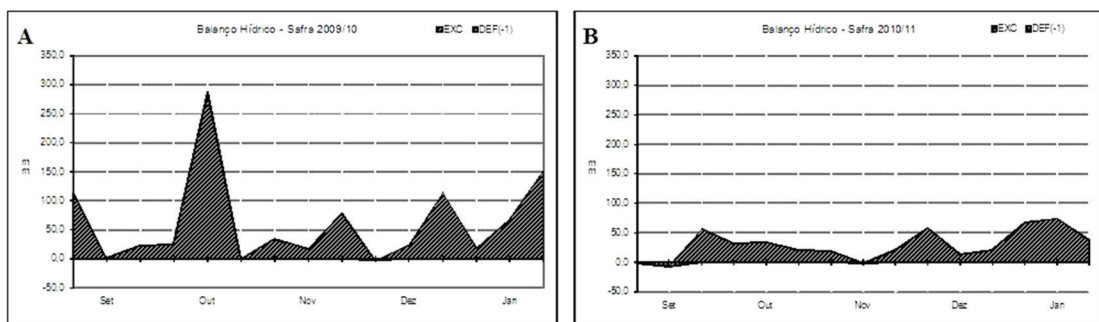 A
Balanço Hídrico - Safra 2009/10
EXC DEF(-1)
350,0
300,0
250,0
200,0
150,0
100,0
50,0
0,0
-50,0
mm
Set Out Nov Dez Jan
B
Balanço Hídrico - Safra 2010/11
EXC DEF(-1)
350,0
300,0
250,0
200,0
150,0
100,0
50,0
0,0
-50,0
mm
Set Out Nov Dez Jan